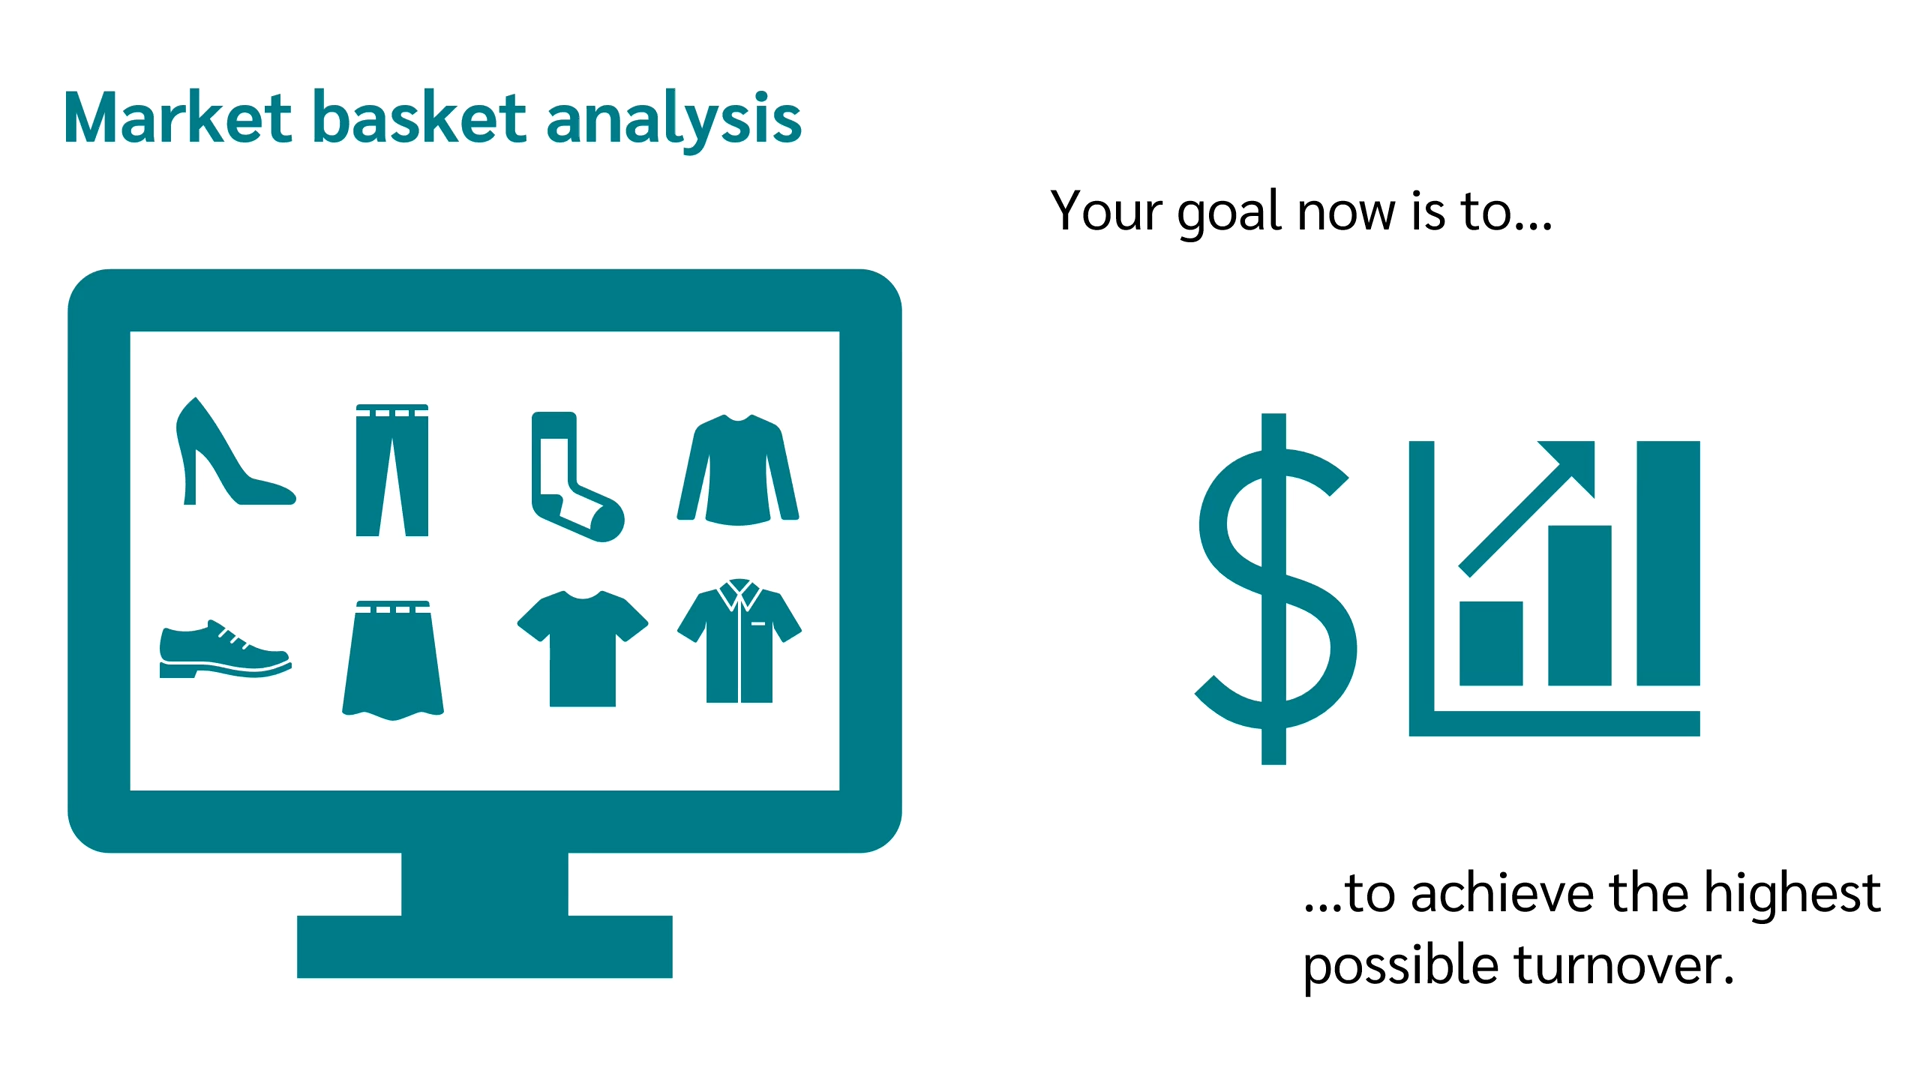 Market basket analysis
Your goal now is to...
...to achieve the highest
possible turnover.